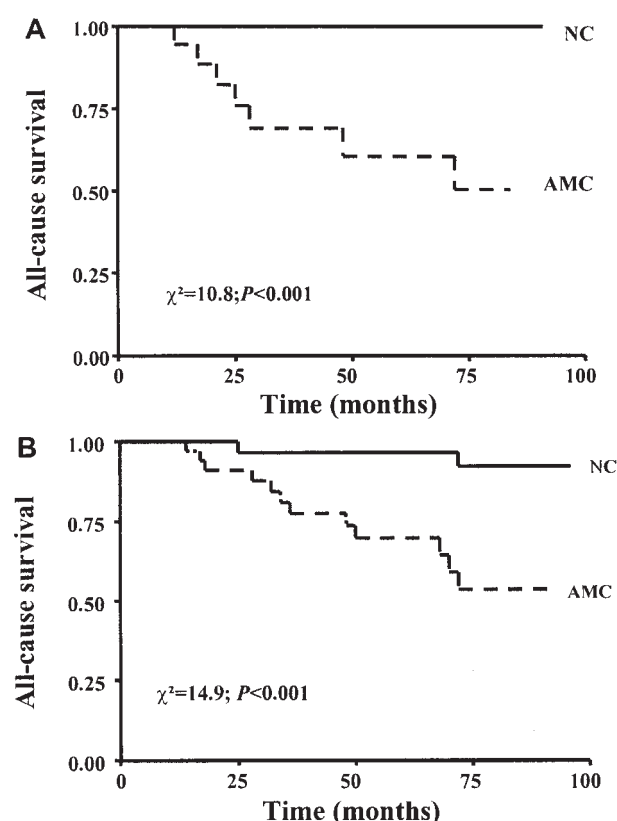 A
1.00
NC
0.75
All-cause survival
AMC
0.50
0.25
χ²=10.8;P<0.001
0.00
0 25 50 75 100
Time (months)
B
1.00
NC
0.75
All-cause survival
AMC
0.50
0.25
χ²=14.9; P<0.001
0.00
0 25 50 75 100
Time (months)